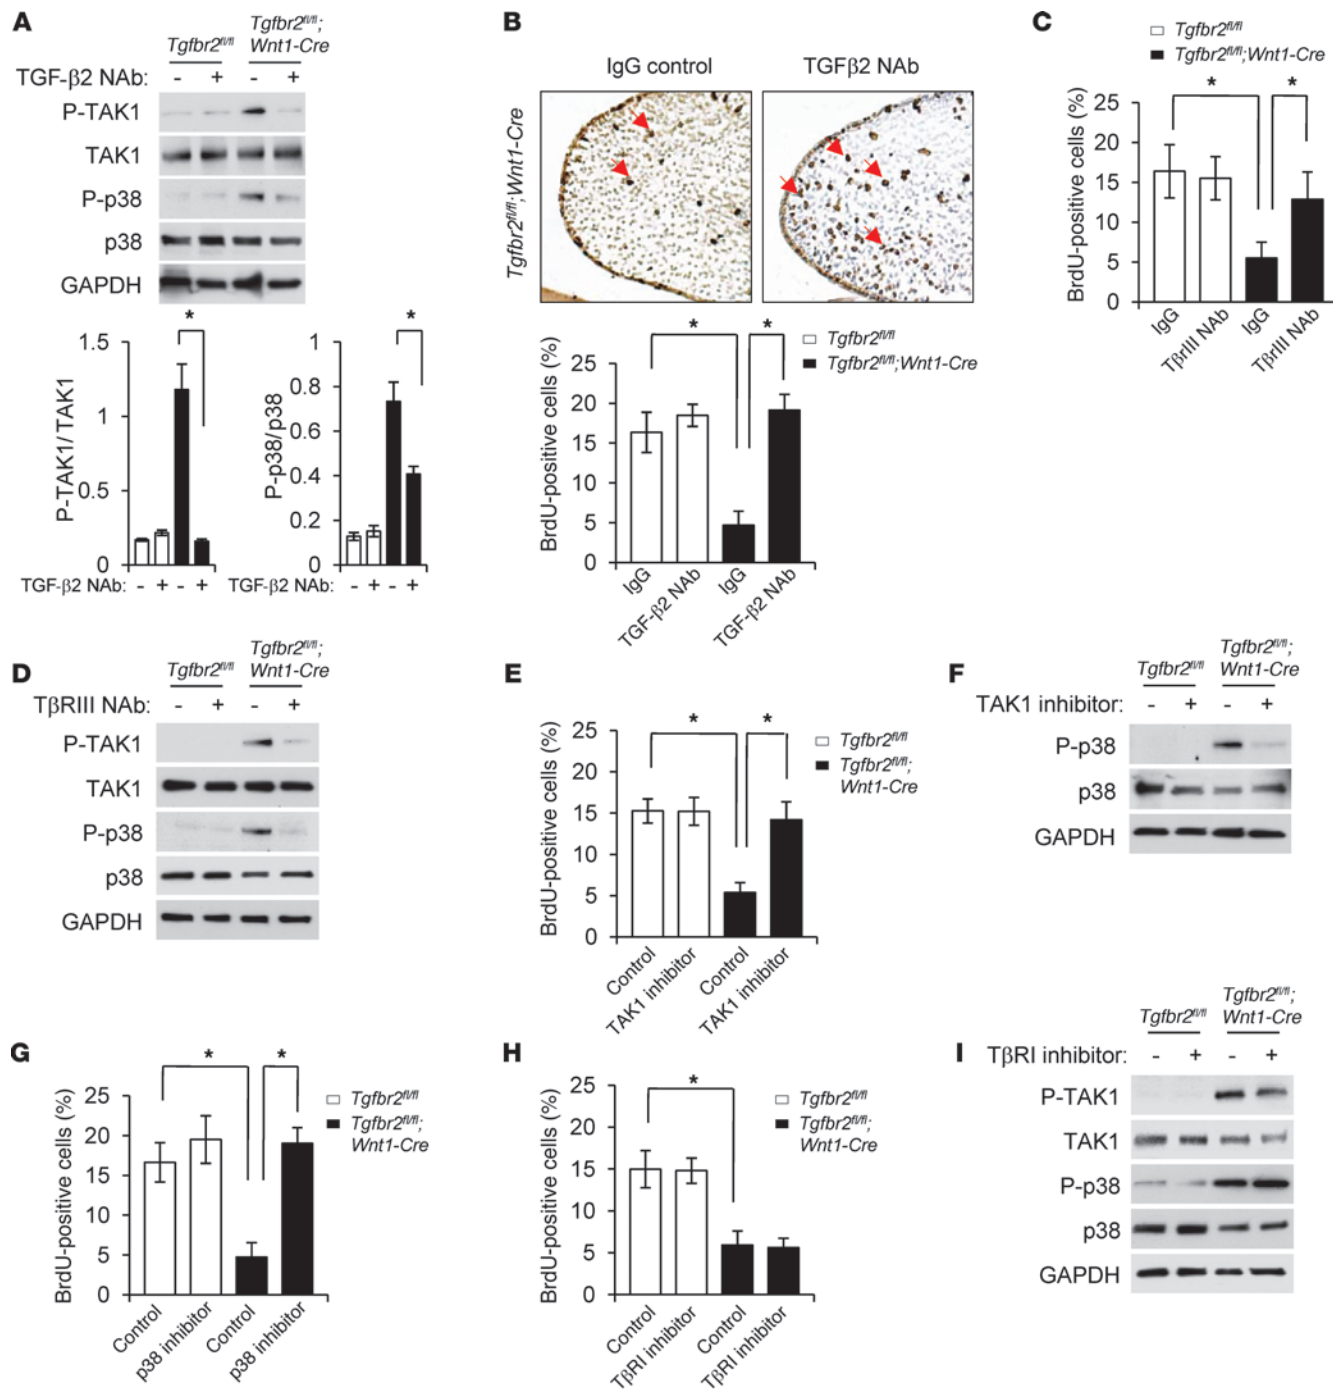 A
Tgfbr2fl/fl
Tgfbr2fl/fl;
Wnt1-Cre
TGF-β2 NAb: - + - +
P-TAK1
TAK1
P-p38
p38
GAPDH
*
*
P-TAK1/TAK1
1.5
1
0.5
0
TGF-β2 NAb: - + - +
P-p38/p38
1
0.8
0.6
0.4
0.2
0
TGF-β2 NAb: - + - +
B
IgG control
TGFβ2 NAb
Tgfbr2fl/fl;Wnt1-Cre
*
*
Tgfbr2fl/fl
Tgfbr2fl/fl;Wnt1-Cre
BrdU-positive cells (%)
25
20
15
10
5
0
IgG
TGF-β2 NAb
IgG
TGF-β2 NAb
C
Tgfbr2fl/fl
Tgfbr2fl/fl;Wnt1-Cre
*
*
BrdU-positive cells (%)
25
20
15
10
5
0
IgG
TβrIII NAb
IgG
TβrIII NAb
D
Tgfbr2fl/fl
Tgfbr2fl/fl;
Wnt1-Cre
TβRIII NAb: - + - +
P-TAK1
TAK1
P-p38
p38
GAPDH
E
*
*
Tgfbr2fl/fl
Tgfbr2fl/fl;
Wnt1-Cre
BrdU-positive cells (%)
25
20
15
10
5
0
Control
TAK1 inhibitor
Control
TAK1 inhibitor
F
Tgfbr2fl/fl
Tgfbr2fl/fl;
Wnt1-Cre
TAK1 inhibitor: - + - +
P-p38
p38
GAPDH
G
*
*
Tgfbr2fl/fl
Tgfbr2fl/fl;
Wnt1-Cre
BrdU-positive cells (%)
25
20
15
10
5
0
Control
p38 inhibitor
Control
p38 inhibitor
H
*
Tgfbr2fl/fl
Tgfbr2fl/fl;
Wnt1-Cre
BrdU-positive cells (%)
25
20
15
10
5
0
Control
TβRI inhibitor
Control
TβRI inhibitor
I
Tgfbr2fl/fl
Tgfbr2fl/fl;
Wnt1-Cre
TβRI inhibitor: - + - +
P-TAK1
TAK1
P-p38
p38
GAPDH